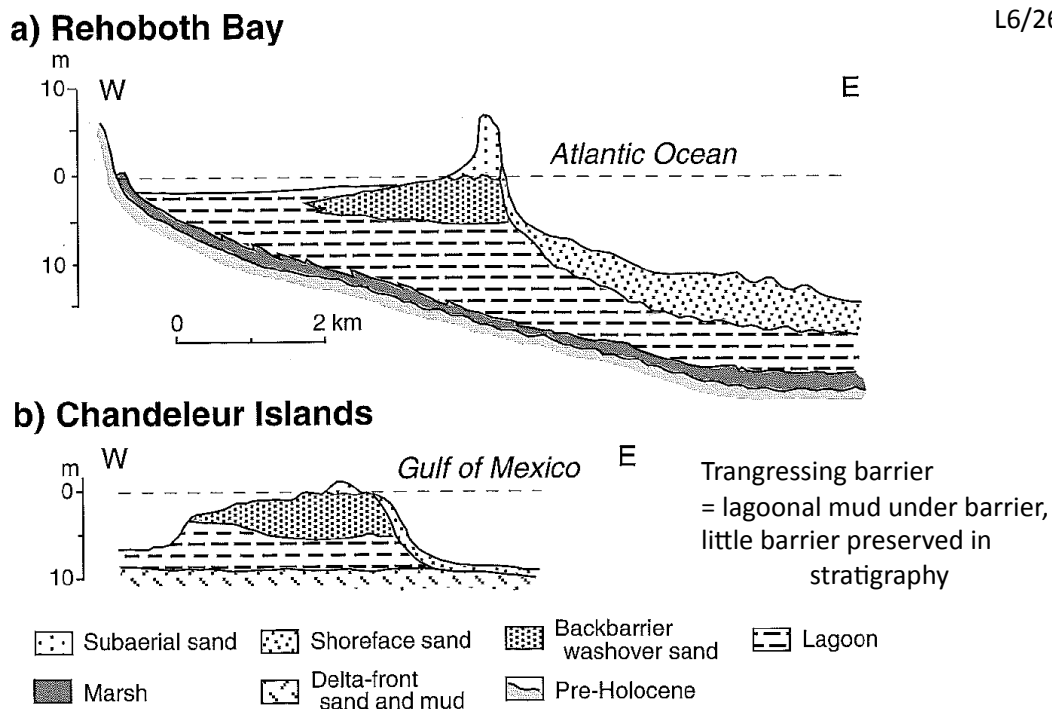 L6/26
a) Rehoboth Bay
m
10
W
E
Atlantic Ocean
0
10
0
2 km
b) Chandeleur Islands
m
W
Gulf of Mexico
E
0
10
Trangressing barrier
= lagoonal mud under barrier,
little barrier preserved in
stratigraphy
Subaerial sand
Shoreface sand
Backbarrier
washover sand
Lagoon
Marsh
Delta-front
sand and mud
Pre-Holocene